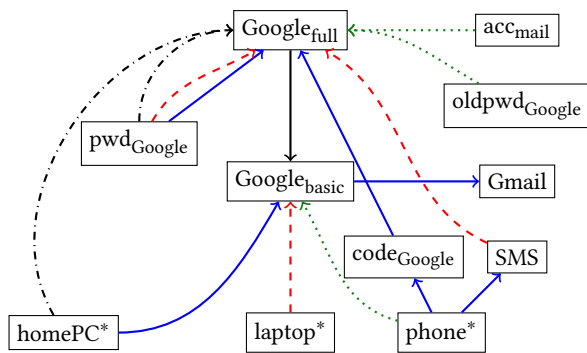 Google_full
acc_mail
oldpwd_Google
pwd_Google
Google_basic
Gmail
code_Google
SMS
homePC*
laptop*
phone*